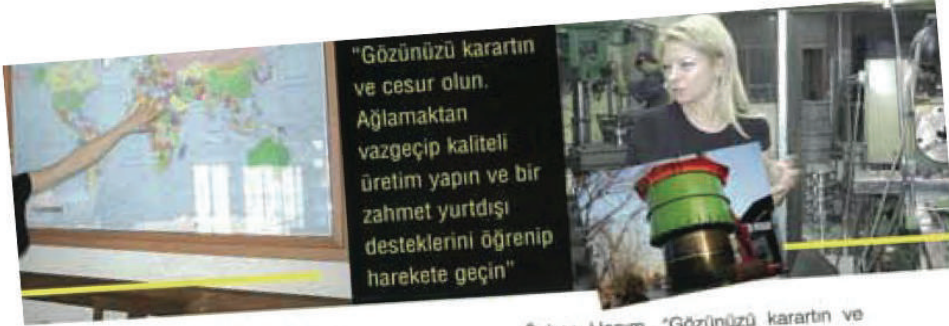 "Gözünüzü karartın
ve cesur olun.
Ağlamaktan
vazgeçip kaliteli
üretim yapın ve bir
zahmet yurtdışı
desteklerini öğrenip
harekete geçin"
Hanım, "Gözünüzü karartın ve